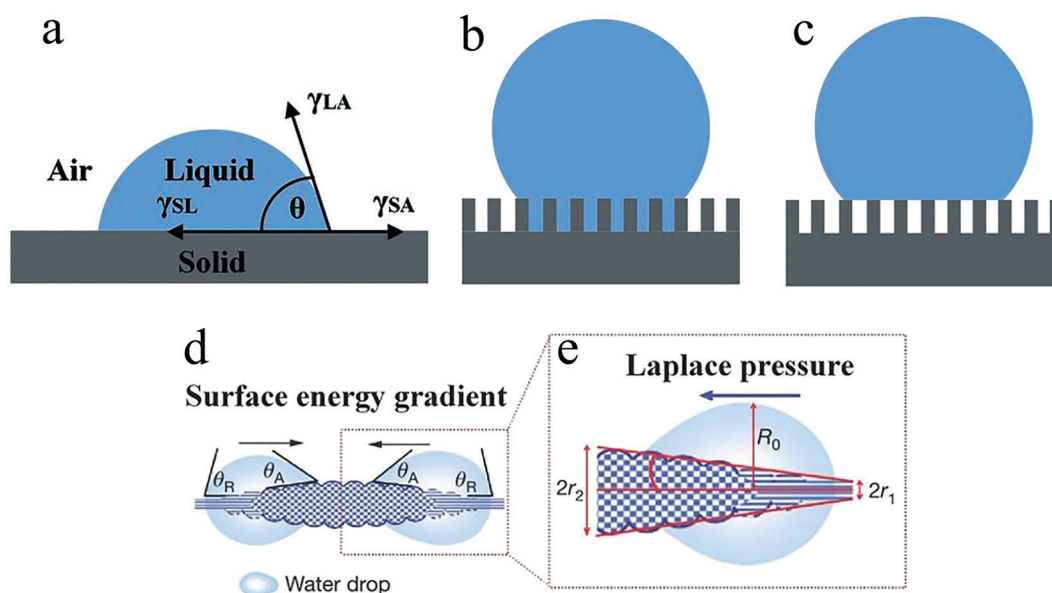 a
b
c
γLA
Air
Liquid
γSL
θ
γSA
Solid
d
Surface energy gradient
θR
θA
θA
θR
Water drop
e
Laplace pressure
R0
2r2
2r1